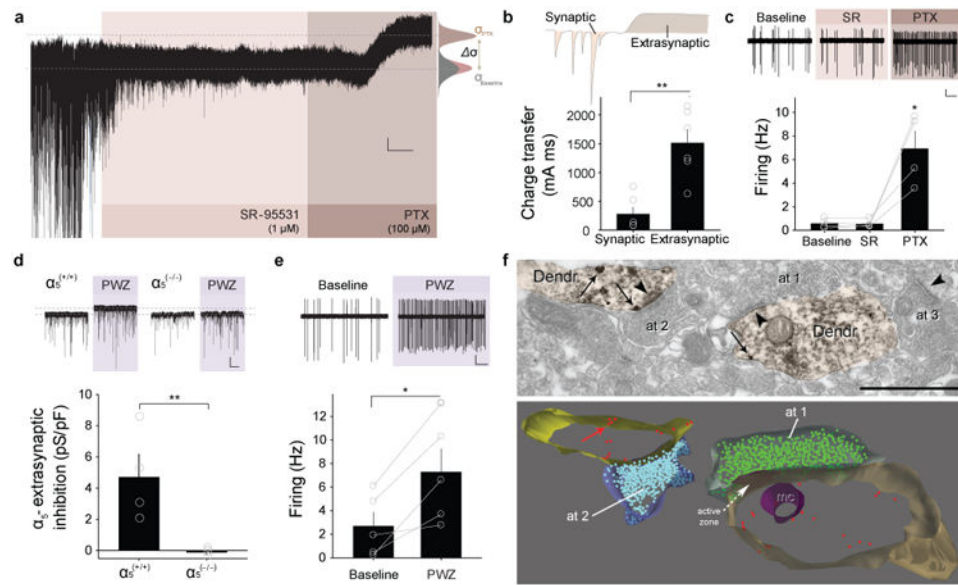 a
σPTX
Δσ
σBaseline
SR-95531
(1 µM)
PTX
(100 µM)
b
Synaptic
Extrasynaptic
**
Charge transfer
(mA ms)
2000
1500
1000
500
0
Synaptic Extrasynaptic
c
Baseline SR PTX
*
Firing (Hz)
10
8
6
4
2
0
Baseline SR PTX
d
α5(+/+) PWZ α5(-/-) PWZ
**
α5- extrasynaptic
inhibition (pS/pF)
10
8
6
4
2
0
α5(+/+) α5(-/-)
e
Baseline PWZ
*
Firing (Hz)
12
10
8
6
4
2
0
Baseline PWZ
f
Dendr.
at 1
at 2
Dendr.
at 3
at 1
at 2
active
zone
mc